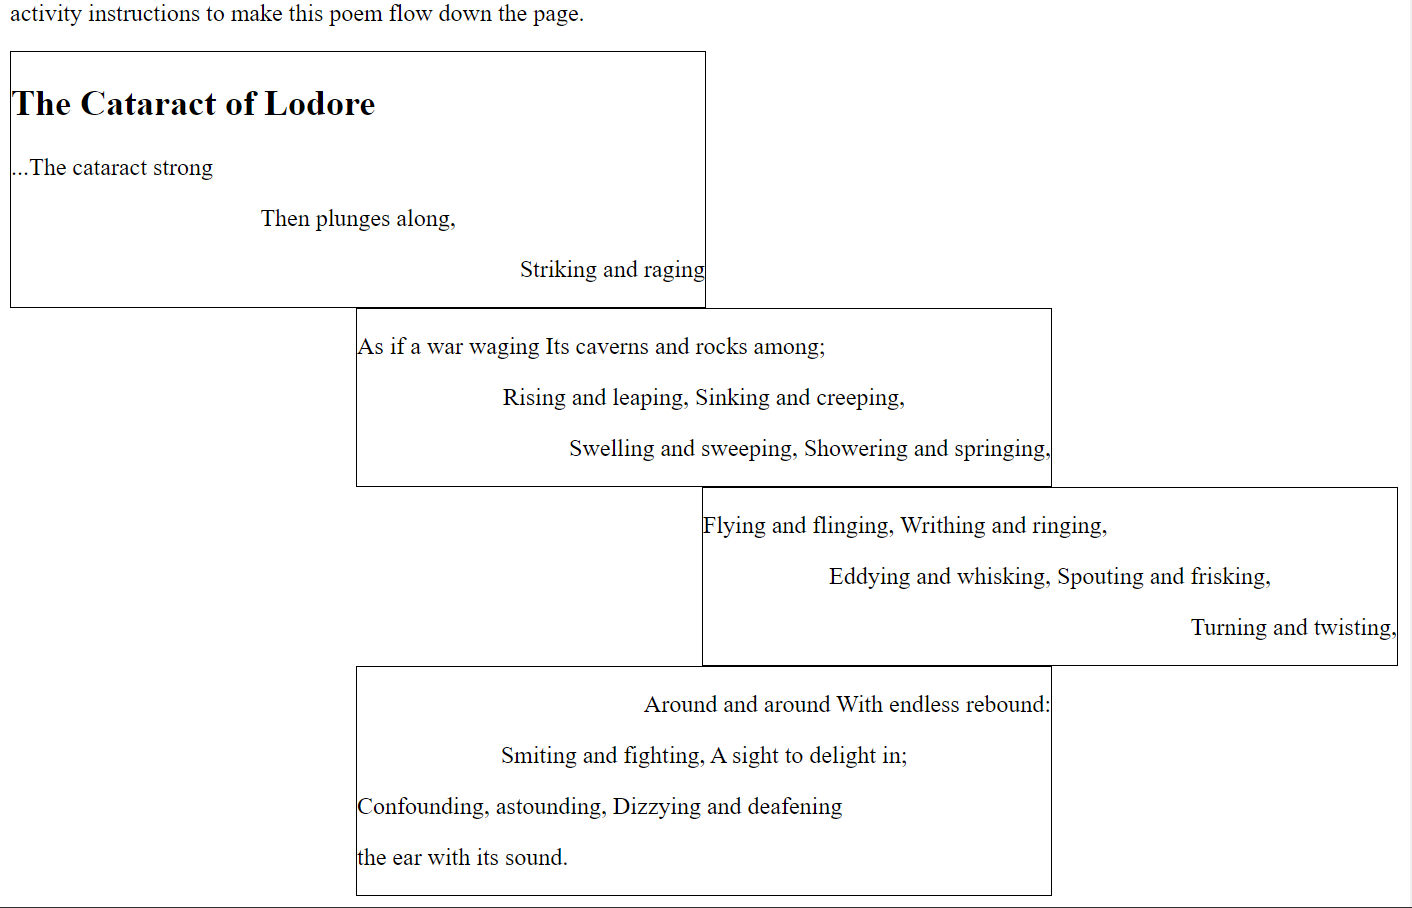 activity instructions to make this poem flow down the page.
The Cataract of Lodore
...The cataract strong
Then plunges along,
Striking and raging
As if a war waging Its caverns and rocks among;
Rising and leaping, Sinking and creeping,
Swelling and sweeping, Showering and springing,
Flying and flinging, Writhing and ringing,
Eddying and whisking, Spouting and frisking,
Turning and twisting,
Around and around With endless rebound:
Smiting and fighting, A sight to delight in;
Confounding, astounding, Dizzying and deafening
the ear with its sound.